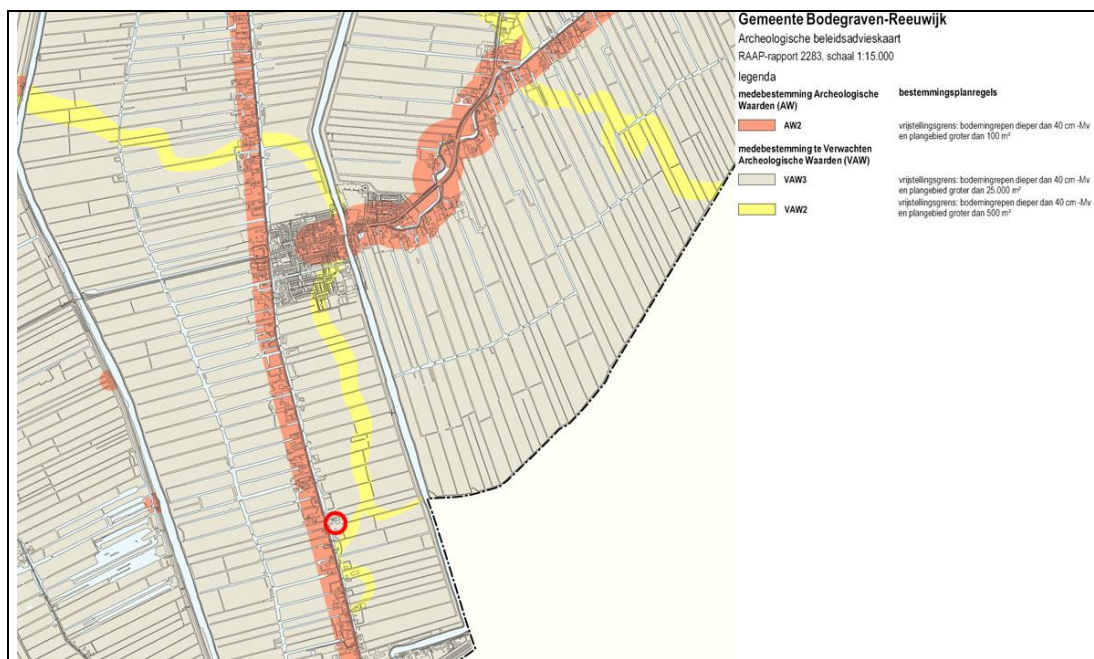 Gemeente Bodegraven-Reeuwijk
Archeologische beleidsadvieskaart
RAAP-rapport 2283, schaal 1:15.000
legenda
medebestemming Archeologische Waarden (AW)
bestemmingsplanregels
AW2
vrijstellingsgrens: bodemingrepen dieper dan 40 cm -Mv
en plangebied groter dan 100 m²
medebestemming te Verwachten
Archeologische Waarden (VAW)
VAW3
vrijstellingsgrens: bodemingrepen dieper dan 40 cm -Mv
en plangebied groter dan 25.000 m²
VAW2
vrijstellingsgrens: bodemingrepen dieper dan 40 cm -Mv
en plangebied groter dan 500 m²